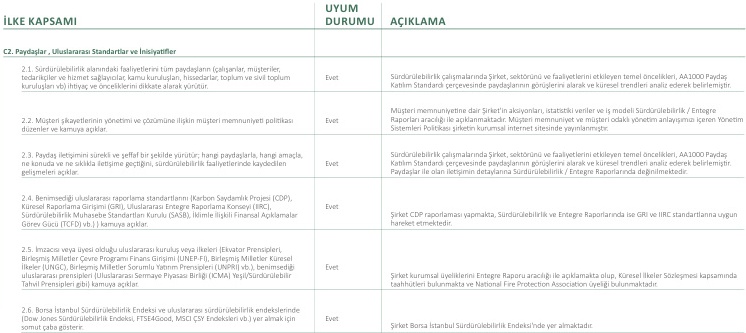 UYUM
İLKE KAPSAMI DURUMU AÇIKLAMA
C2. Paydaşlar , Uluslararası Standartlar ve İnisiyatifler
2.1. Sürdürülebilirlik alanındaki faaliyetlerini tüm paydaşların (çalışanlar, müşteriler,
tedarikçiler ve hizmet sağlayıcılar, kamu kuruluşları, hissedarlar, toplum ve sivil toplum
kuruluşları vb) ihtiyaç ve önceliklerini dikkate alarak yürütür.
Evet
Sürdürülebilirlik çalışmalarında Şirket, sektörünü ve faaliyetlerini etkileyen temel öncelikleri, AA1000 Paydaş
Katılım Standardı çerçevesinde paydaşlarının görüşlerini alarak ve küresel trendleri analiz ederek belirlemiştir.
2.2. Müşteri şikayetlerinin yönetimi ve çözümüne ilişkin müşteri memnuniyeti politikası
düzenler ve kamuya açıklar.
Evet
Müşteri memnuniyetine dair Şirket'in aksiyonları, istatistiki veriler ve iş modeli Sürdürülebilirlik / Entegre
Raporları aracılığı ile açıklanmaktadır. Müşteri memnuniyet ve müşteri odaklı yönetim anlayışımızı içeren Yönetim
Sistemleri Politikası şirketin kurumsal internet sitesinde yayınlanmıştır.
2.3. Paydaş iletişimini sürekli ve şeffaf bir şekilde yürütür; hangi paydaşlarla, hangi amaçla,
ne konuda ve ne sıklıkla iletişime geçtiğini, sürdürülebilirlik faaliyetlerinde kaydedilen
gelişmeleri açıklar.
Evet
Sürdürülebilirlik çalışmalarında Şirket, sektörünü ve faaliyetlerini etkileyen temel öncelikleri, AA1000 Paydaş
Katılım Standardı çerçevesinde paydaşlarının görüşlerini alarak ve küresel trendleri analiz ederek belirlemiştir.
Paydaşlar ile olan iletişimin detaylarına Sürdürülebilirlik / Entegre Raporlarında değinilmektedir.
2.4. Benimsediği uluslararası raporlama standartlarını (Karbon Saydamlık Projesi (CDP),
Küresel Raporlama Girişimi (GRI), Uluslararası Entegre Raporlama Konseyi (IIRC),
Sürdürülebilirlik Muhasebe Standartları Kurulu (SASB), İklimle İlişkili Finansal Açıklamalar
Görev Gücü (TCFD) vb.) ) kamuya açıklar.
Evet
Şirket CDP raporlaması yapmakta, Sürdürülebilirlik ve Entegre Raporlarında ise GRI ve IIRC standartlarına uygun
hareket etmektedir.
2.5. İmzacısı veya üyesi olduğu uluslararası kuruluş veya ilkeleri (Ekvator Prensipleri),
Birleşmiş Milletler Çevre Programı Finans Girişimi (UNEP-FI), Birleşmiş Milletler Küresel
İlkeler (UNGC), Birleşmiş Milletler Sorumlu Yatırım Prensipleri (UNPRI) vb.), benimsediği
uluslararası prensipleri (Uluslararası Sermaye Piyasası Birliği (ICMA) Yeşil/Sürdürülebilir
Tahvil Prensipleri gibi) kamuya açıklar.
Evet
Şirket kurumsal üyeliklerini Entegre Raporu aracılığı ile açıklamakta olup, Küresel İlkeler Sözleşmesi kapsamında
taahhütleri bulunmakta ve National Fire Protection Association üyeliği bulunmaktadır.
2.6. Borsa İstanbul Sürdürülebilirlik Endeksi ve uluslararası sürdürülebilirlik endekslerinde
(Dow Jones Sürdürülebilirlik Endeksi, FTSE4Good, MSCI ÇSY Endeksleri vb.) yer almak için
somut çaba gösterir.
Evet
Şirket Borsa İstanbul Sürdürülebilirlik Endeksi'nde yer almaktadır.